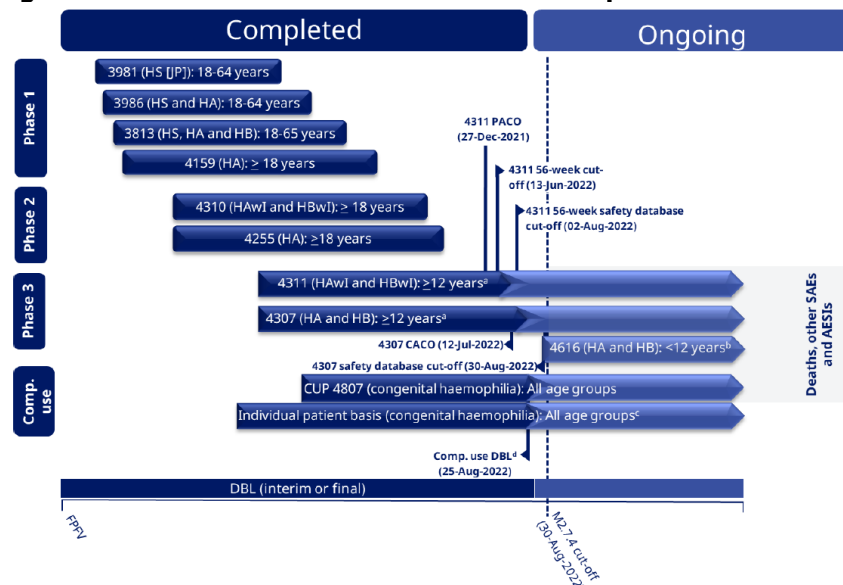 Completed
Ongoing
Phase 1
3981 (HS [JP]): 18-64 years
3986 (HS and HA): 18-64 years
3813 (HS, HA and HB): 18-65 years
4159 (HA): ≥ 18 years
4311 PACO
(27-Dec-2021)
4311 56-week cut-
off (13-Jun-2022)
4311 56-week safety database
cut-off (02-Aug-2022)
Phase 2
4310 (HAwI and HBwI): ≥ 18 years
4255 (HA): ≥18 years
Phase 3
4311 (HAwI and HBwI): ≥12 yearsᵃ
4307 (HA and HB): ≥12 yearsᵃ
4307 CACO (12-Jul-2022)
4616 (HA and HB): <12 yearsᵇ
4307 safety database cut-off (30-Aug-2022)
Deaths, other SAEs
and AESIs
Comp.
use
CUP 4807 (congenital haemophilia): All age groups
Individual patient basis (congenital haemophilia): All age groupsᶜ
Comp. use DBLᵈ
(25-Aug-2022)
DBL (interim or final)
FPFV
M2.7.4 cut-off
(30-Aug-2022